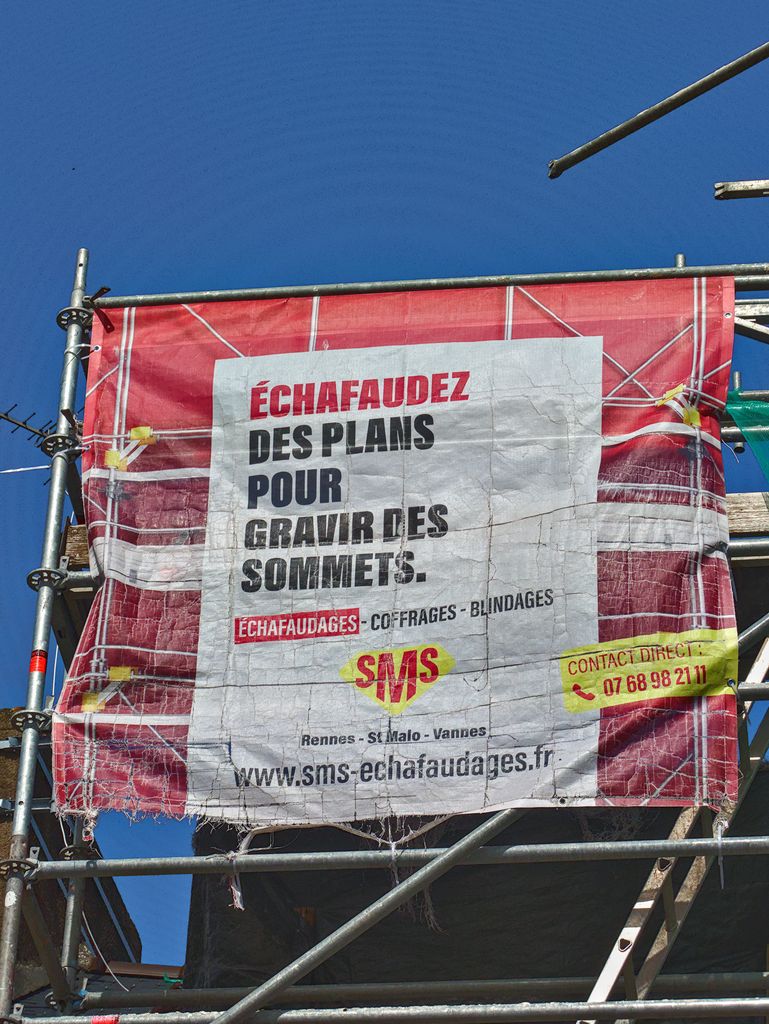 ÉCHAFAUDEZ
DES PLANS
POUR
GRAVIR DES
SOMMETS.
ÉCHAFAUDAGES - COFFRAGES - BLINDAGES
SMS
CONTACT DIRECT :
07 68 98 21 11
Rennes - St Malo - Vannes
www.sms-echafaudages.fr